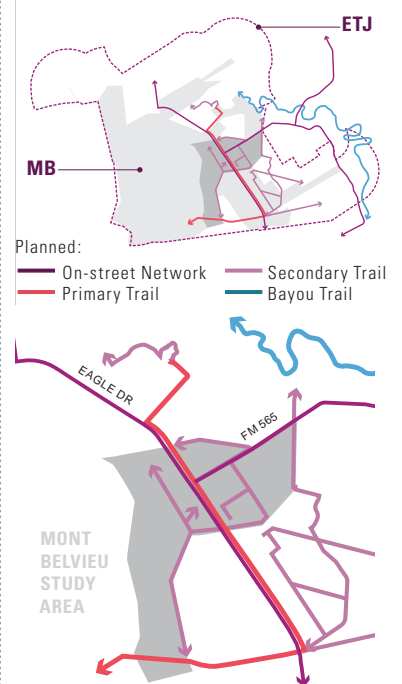 ETJ
MB
Planned:
On-street Network
Secondary Trail
Primary Trail
Bayou Trail
EAGLE DR
FM 565
MONT
BELVIEU
STUDY
AREA